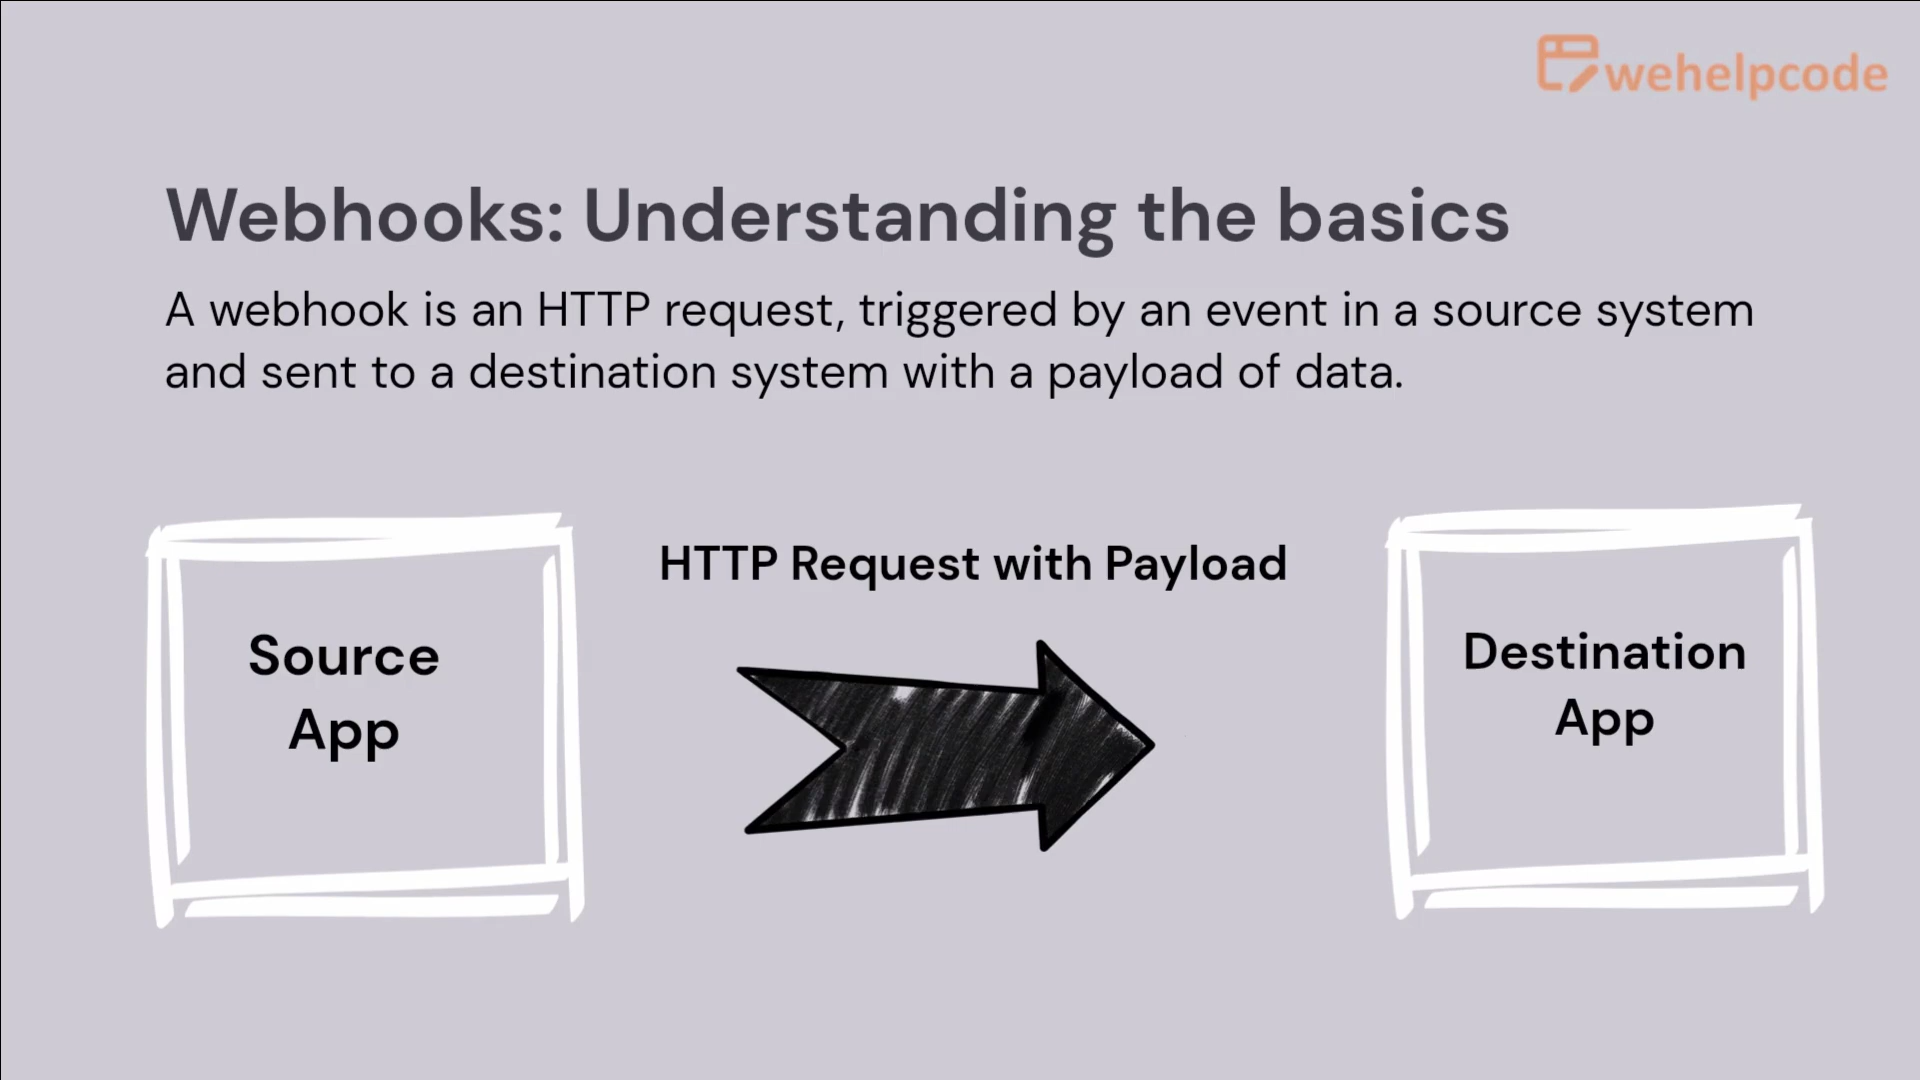 wehelpcode
Webhooks: Understanding the basics
A webhook is an HTTP request, triggered by an event in a source system
and sent to a destination system with a payload of data.
HTTP Request with Payload
Source
App
Destination
App